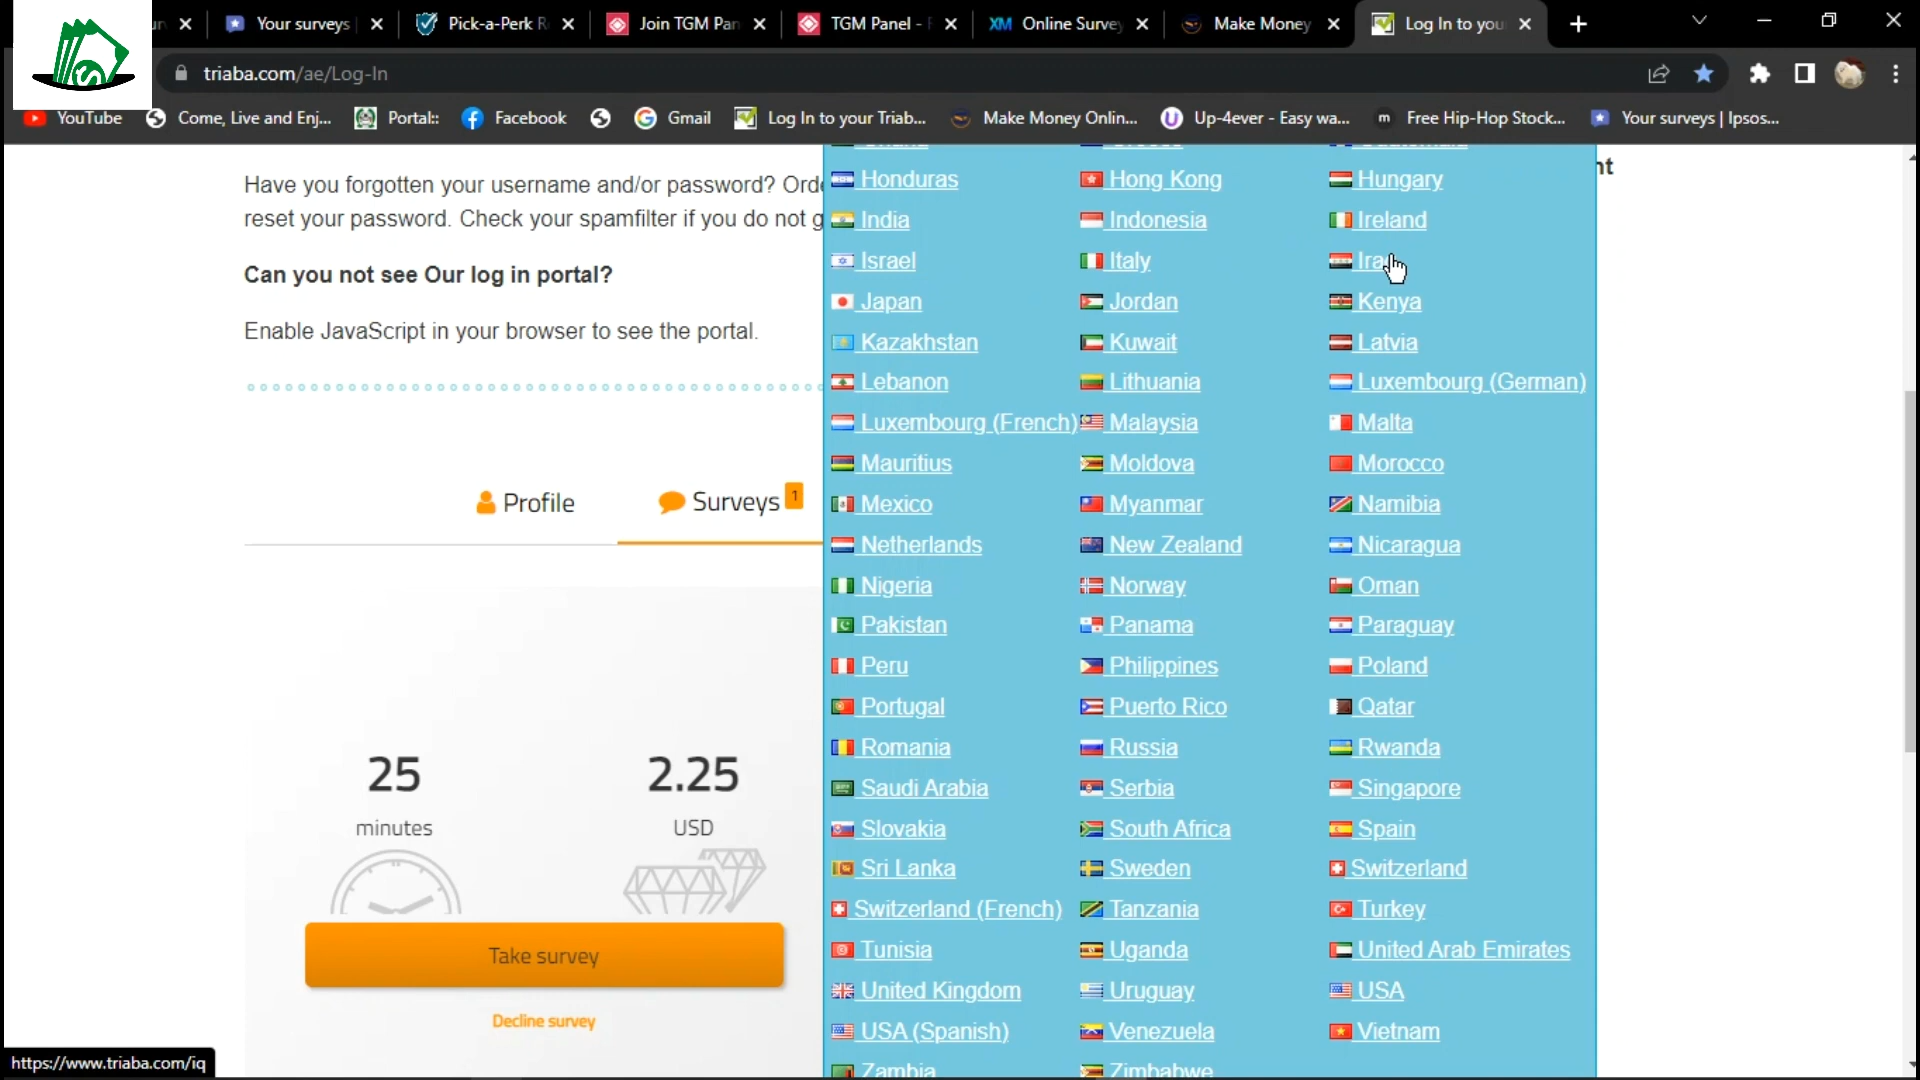 Your surveys
Pick-a-Perk R
Join TGM Pan
TGM Panel -
XM Online Survey
Make Money
Log In to you
triaba.com/ae/Log-In
YouTube
Come, Live and Enj...
Portal::
Facebook
Gmail
Log In to your Triab...
Make Money Onlin...
Up-4ever - Easy wa...
m Free Hip-Hop Stock...
Your surveys | Ipsos...
nt
Have you forgotten your username and/or password? Orde
reset your password. Check your spamfilter if you do not g
Can you not see Our log in portal?
Enable JavaScript in your browser to see the portal.
Profile
Surveys 1
25
minutes
2.25
USD
Take survey
Decline survey
Honduras Hong Kong Hungary
India Indonesia Ireland
Israel Italy
Japan Jordan Kenya
Kazakhstan Kuwait Latvia
Lebanon Lithuania Luxembourg (German)
Luxembourg (French) Malaysia Malta
Mauritius Moldova Morocco
Mexico Myanmar Namibia
Netherlands New Zealand Nicaragua
Nigeria Norway Oman
Pakistan Panama Paraguay
Peru Philippines Poland
Portugal Puerto Rico Qatar
Romania Russia Rwanda
Saudi Arabia Serbia Singapore
Slovakia South Africa Spain
Sri Lanka Sweden Switzerland
Switzerland (French) Tanzania Turkey
Tunisia Uganda United Arab Emirates
United Kingdom Uruguay USA
USA (Spanish) Venezuela Vietnam
Zambia Zimbabwe
https://www.triaba.com/iq